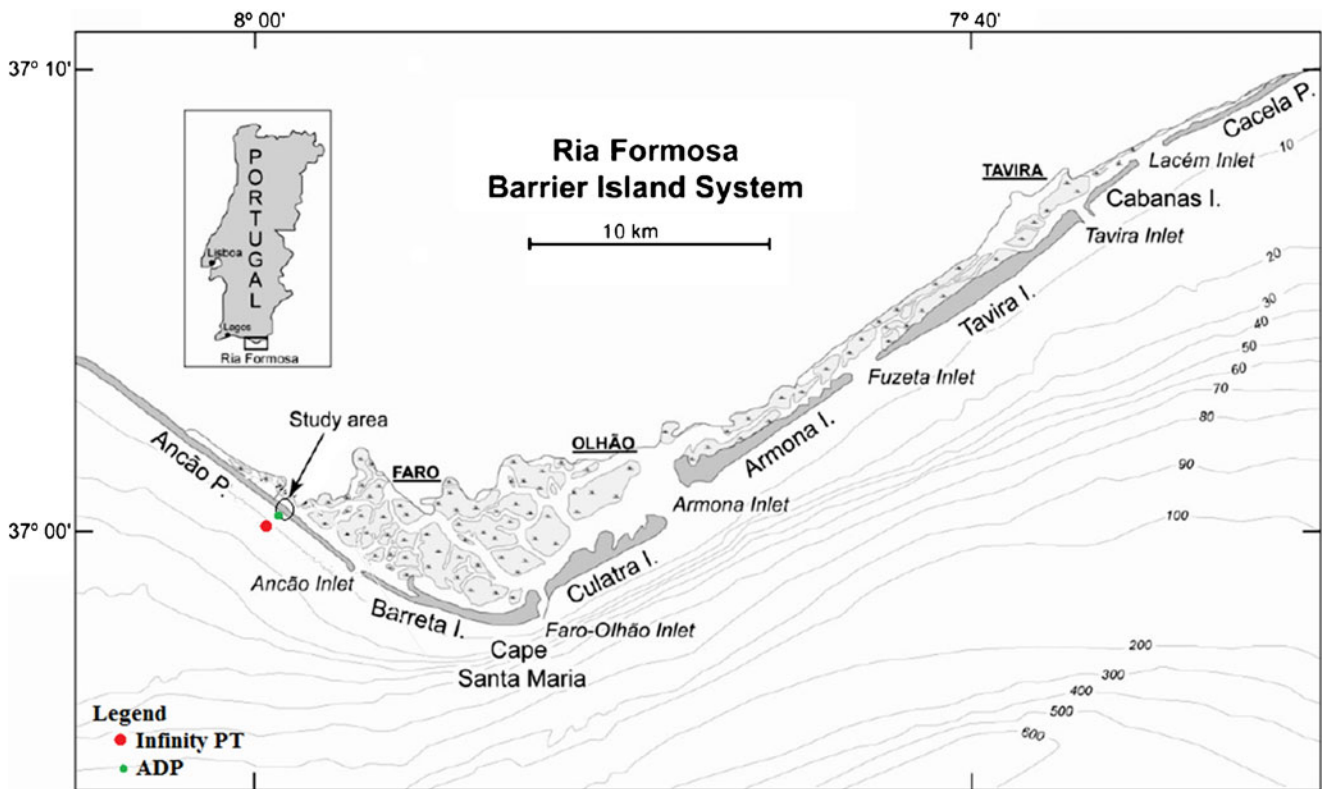 8° 00'
7° 40'
37° 10'
37° 00'
Ria Formosa
Barrier Island System
10 km
PORTUGAL
Lisboa
Lagos
Ria Formosa
Study area
Ancão P.
FARO
OLHÃO
TAVIRA
Cacela P.
Lacém Inlet
Cabanas I.
Tavira Inlet
Tavira I.
Fuzeta Inlet
Armona I.
Armona Inlet
Culatra I.
Faro-Olhão Inlet
Ancão Inlet
Barreta I.
Cape
Santa Maria
10
20
30
40
50
60
70
80
90
100
200
300
400
500
600
Legend
Infinity PT
ADP